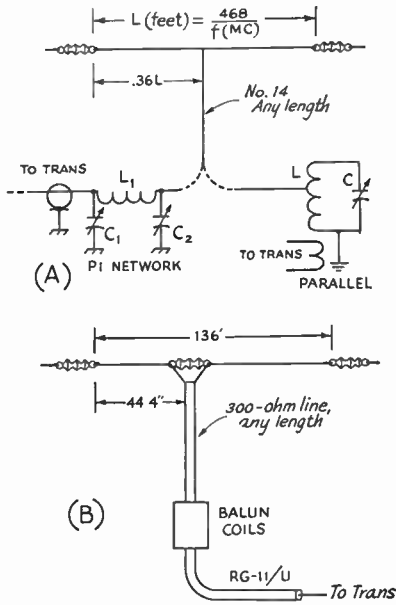 L (feet) = 468 / f(MC)
.36L
No. 14
Any length
TO TRANS
L1
L
C
C1
C2
TO TRANS
(A)
PI NETWORK
PARALLEL
136'
44 4"
300-ohm line,
any length
(B)
BALUN
COILS
RG-11/U
To Trans